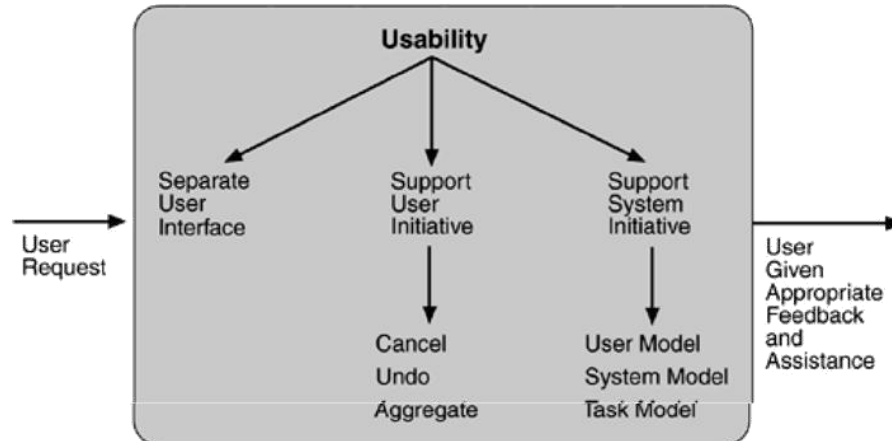 Usability
Separate
User
Interface
Support
User
Initiative
Support
System
Initiative
User
Request
User
Given
Appropriate
Feedback
and
Assistance
Cancel
Undo
Aggregate
User Model
System Model
Task Model